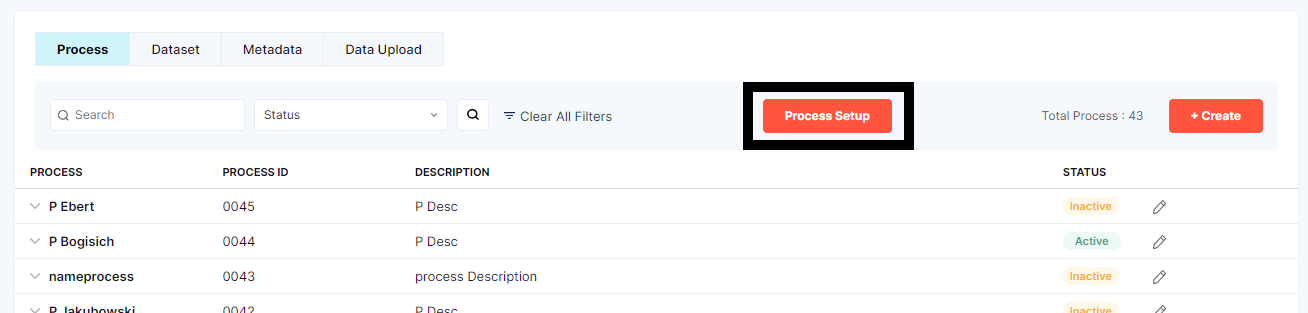 Process Dataset Metadata Data Upload
Search Status Clear All Filters Process Setup Total Process : 43 + Create
PROCESS PROCESS ID DESCRIPTION STATUS
P Ebert 0045 P Desc Inactive
P Bogisich 0044 P Desc Active
nameprocess 0043 process Description Inactive
P Jakubowski 0042 P Desc Inactive